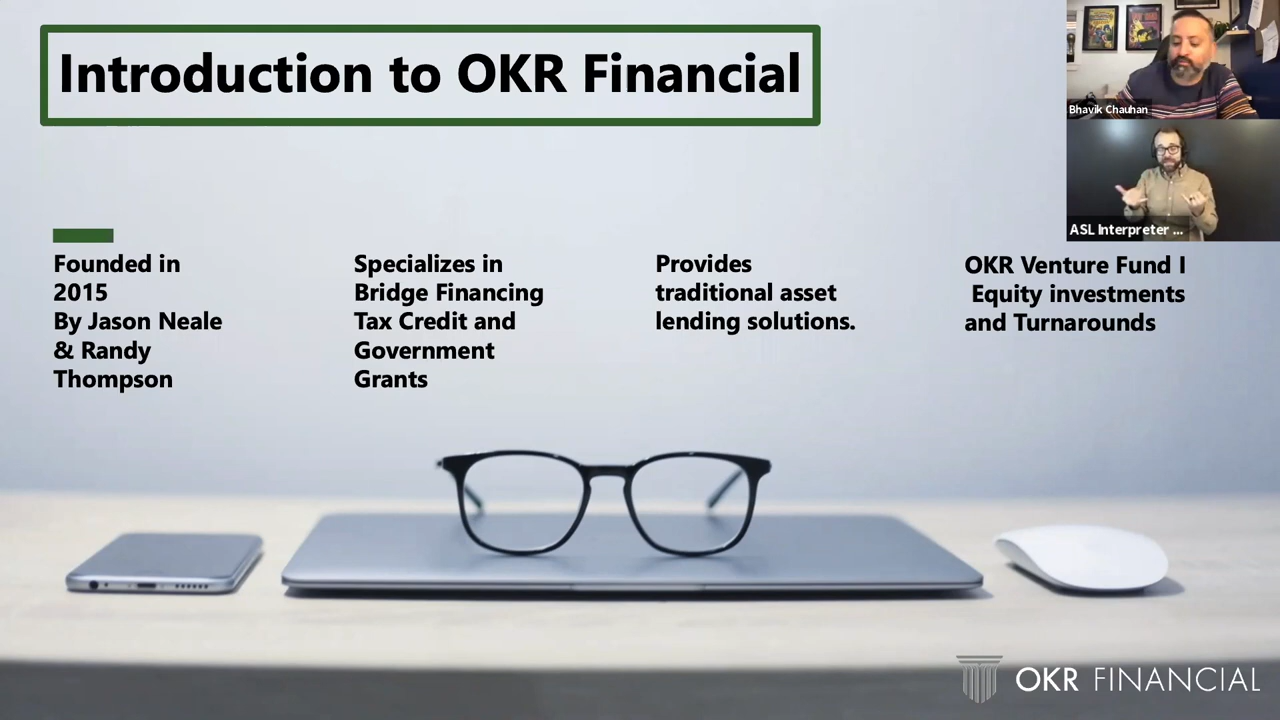 Introduction to OKR Financial
Bhavik Chauhan
ASL Interpreter ...
Founded in
2015
By Jason Neale
& Randy
Thompson
Specializes in
Bridge Financing
Tax Credit and
Government
Grants
Provides
traditional asset
lending solutions.
OKR Venture Fund I
Equity investments
and Turnarounds
OKR FINANCIAL